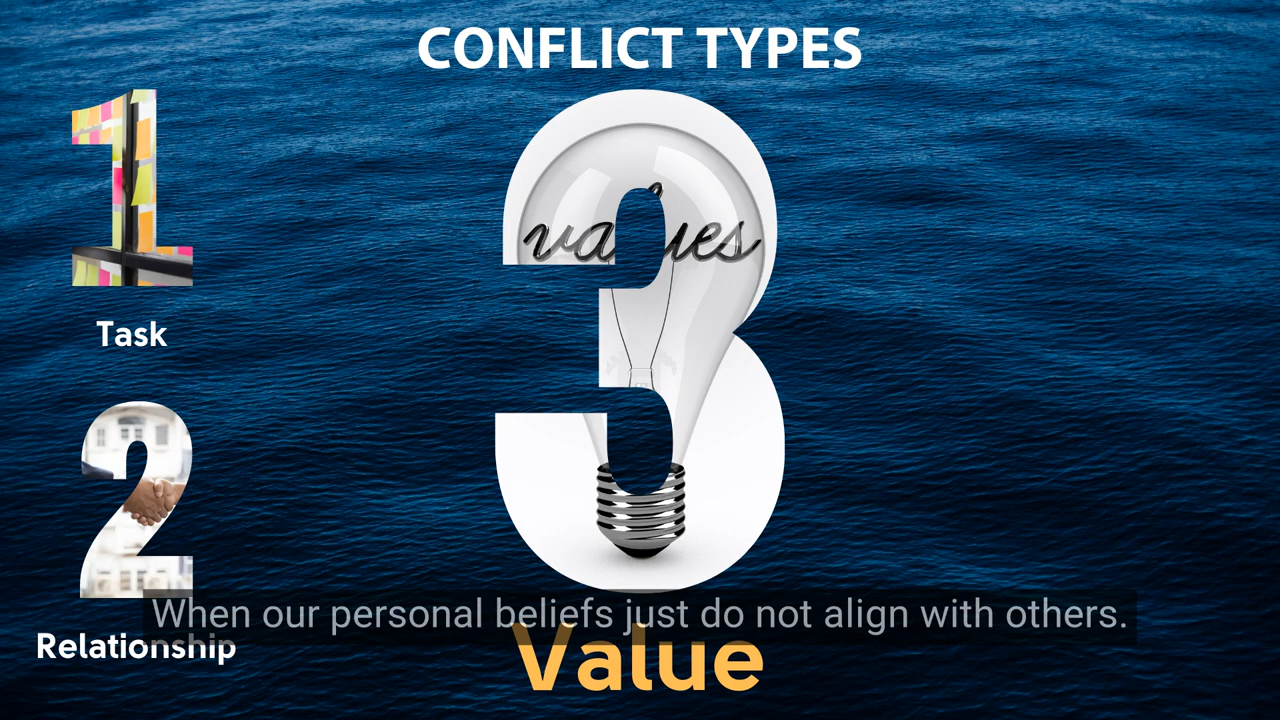 CONFLICT TYPES
1
Task
2
Relationship
3
values
When our personal beliefs just do not align with others.
Value